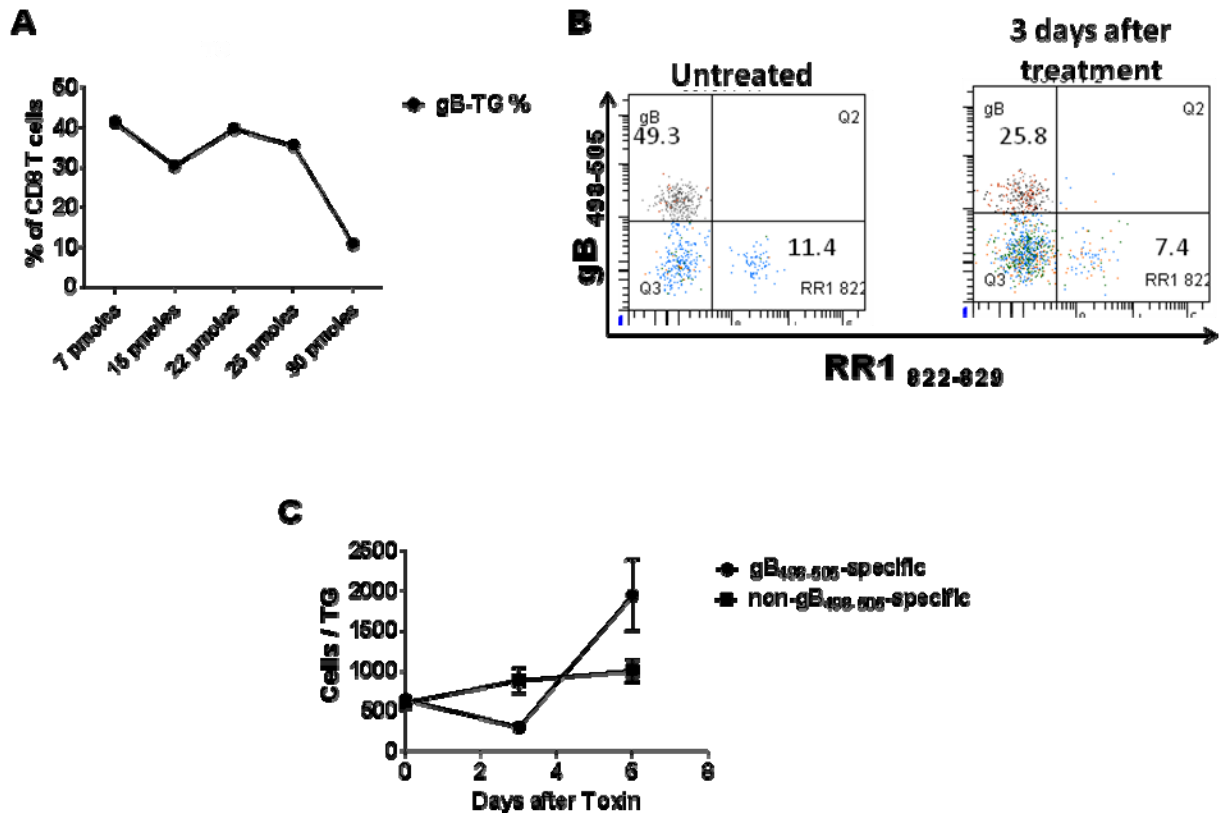 A
60
50
40
30
20
10
0
% of CD8 T cells
7 pmoles
15 pmoles
22 pmoles
25 pmoles
30 pmoles
gB-TG %
B
Untreated
gB
49.3
Q2
11.4
Q3
RR1 822
3 days after
treatment
gB
25.8
Q2
7.4
Q3
RR1 822
gB 498-505
RR1 822-829
C
2500
2000
1500
1000
500
0
Cells / TG
0 2 4 6 8
Days after Toxin
gB498-505-specific
non-gB498-505-specific